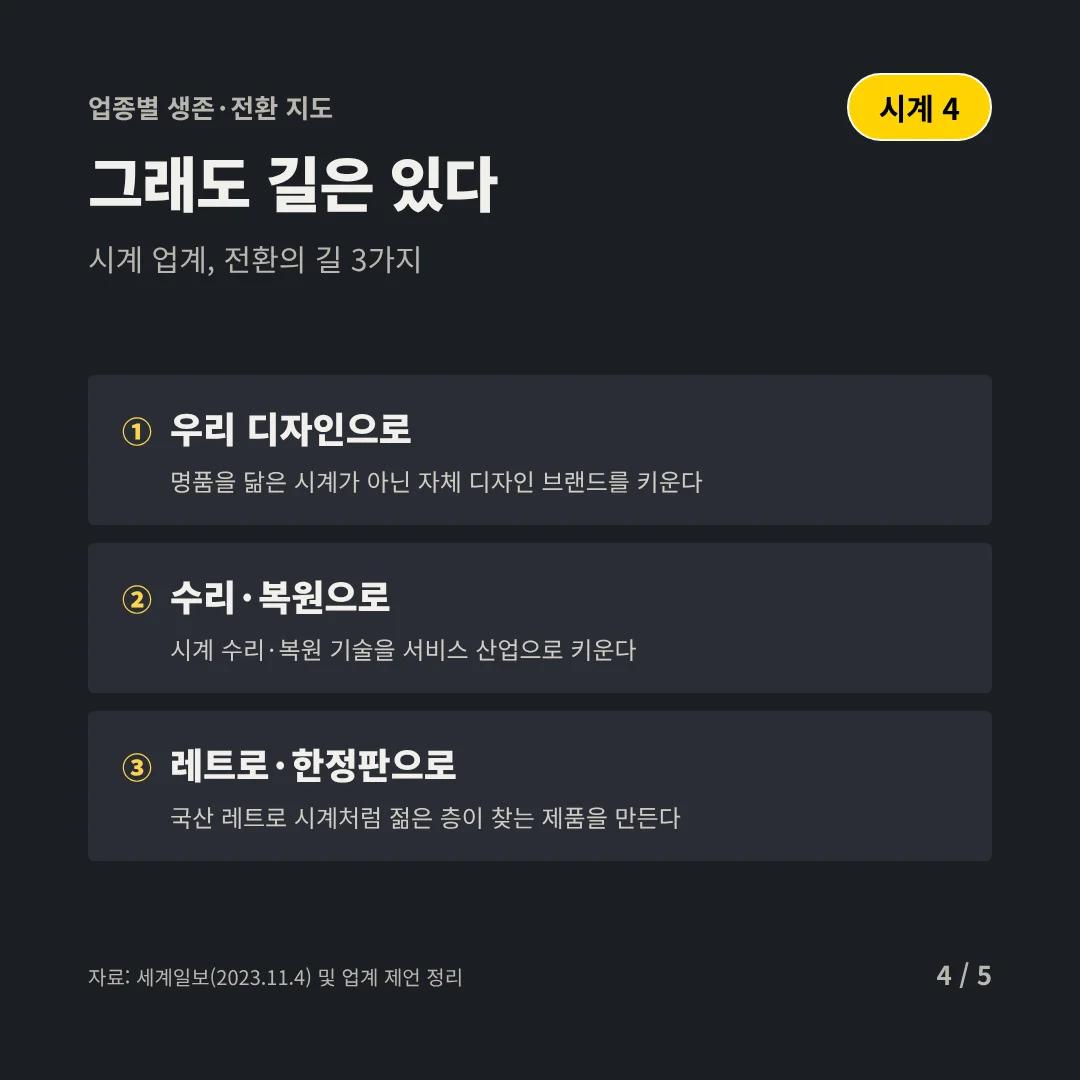 업종별 생존·전환 지도
시계 4
그래도 길은 있다
시계 업계, 전환의 길 3가지
① 우리 디자인으로
명품을 닮은 시계가 아닌 자체 디자인 브랜드를 키운다
② 수리·복원으로
시계 수리·복원 기술을 서비스 산업으로 키운다
③ 레트로·한정판으로
국산 레트로 시계처럼 젊은 층이 찾는 제품을 만든다
자료: 세계일보(2023.11.4) 및 업계 제언 정리
4 / 5